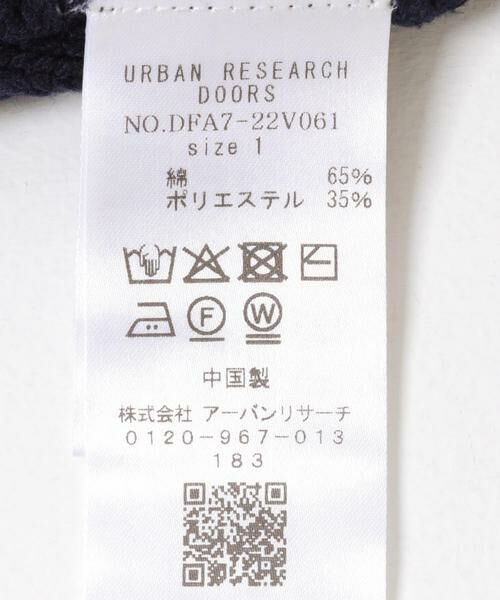 URBAN RESEARCH
DOORS
NO.DFA7-22V061
size 1
綿 65%
ポリエステル 35%
F W
中国製
株式会社 アーバンリサーチ
0120-967-013
183